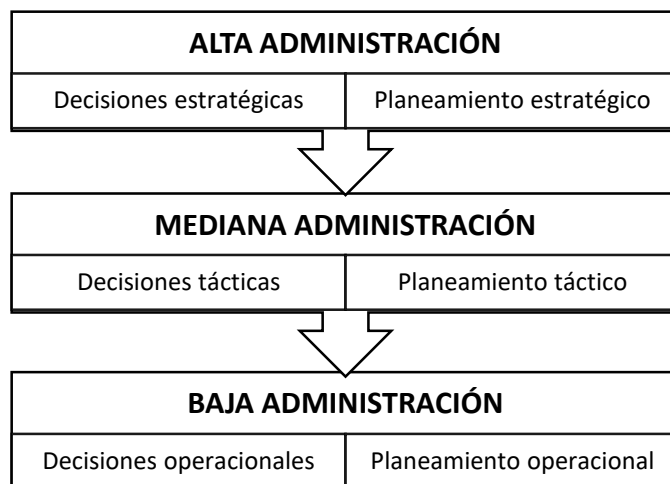 ALTA ADMINISTRACIÓN
Decisiones estratégicas
Planeamiento estratégico
MEDIANA ADMINISTRACIÓN
Decisiones tácticas
Planeamiento táctico
BAJA ADMINISTRACIÓN
Decisiones operacionales
Planeamiento operacional